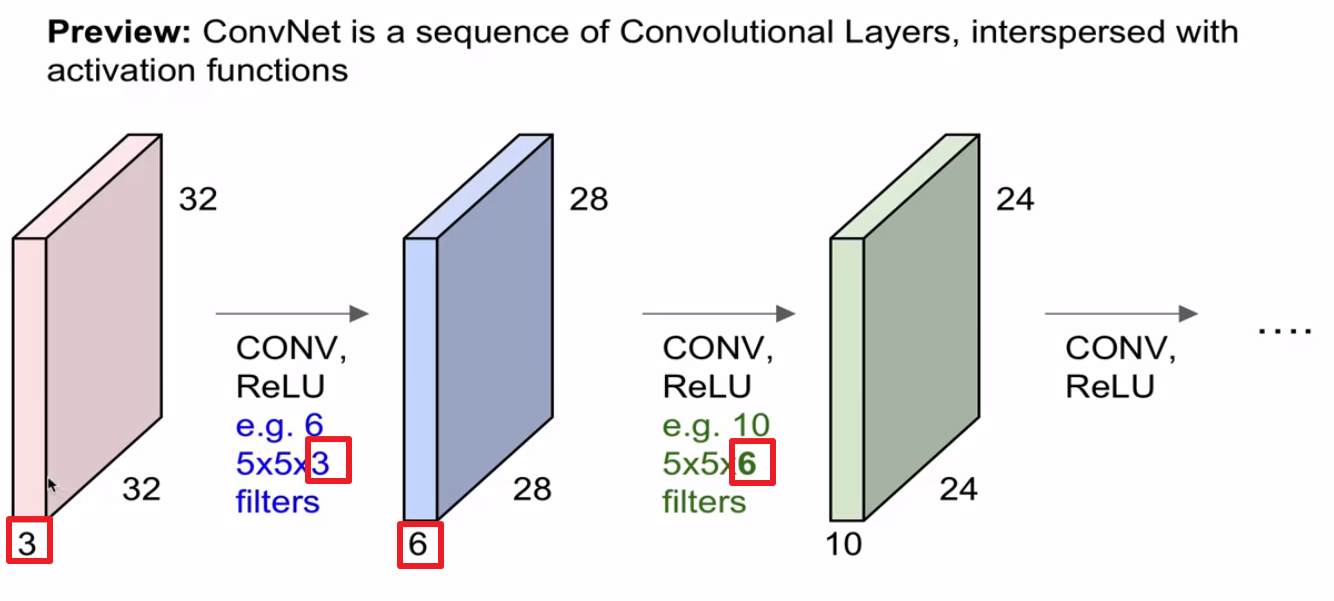 Preview: ConvNet is a sequence of Convolutional Layers, interspersed with
activation functions
32
28
24
CONV,
ReLU
e.g. 6
5x5x3
filters
CONV,
ReLU
e.g. 10
5x5x6
filters
CONV,
ReLU
....
32
28
24
3
6
10